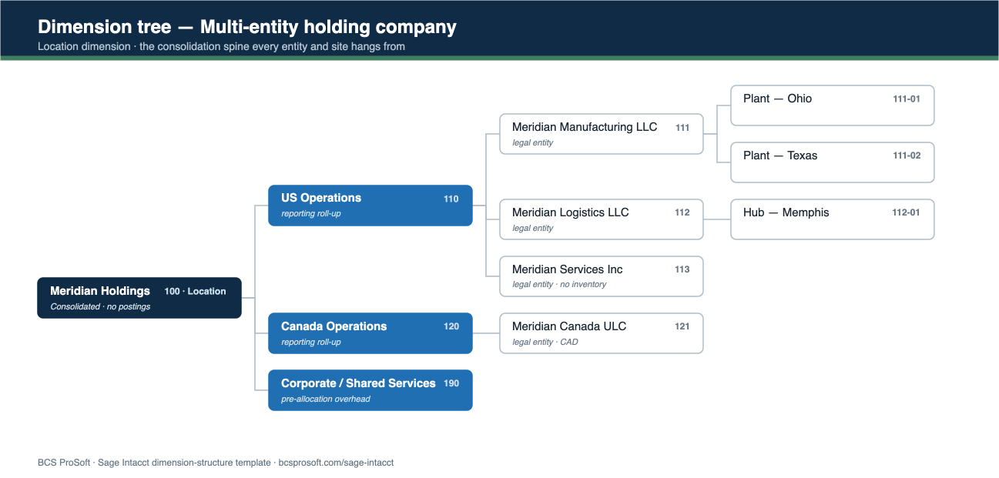 Dimension tree — Multi-entity holding company
Location dimension · the consolidation spine every entity and site hangs from
Meridian Holdings 100 · Location
Consolidated · no postings
US Operations 110
reporting roll-up
Meridian Manufacturing LLC 111
legal entity
Plant — Ohio 111-01
Plant — Texas 111-02
Meridian Logistics LLC 112
legal entity
Hub — Memphis 112-01
Meridian Services Inc 113
legal entity · no inventory
Canada Operations 120
reporting roll-up
Meridian Canada ULC 121
legal entity · CAD
Corporate / Shared Services 190
pre-allocation overhead
BCS ProSoft · Sage Intacct dimension-structure template · bcsprosoft.com/sage-intacct